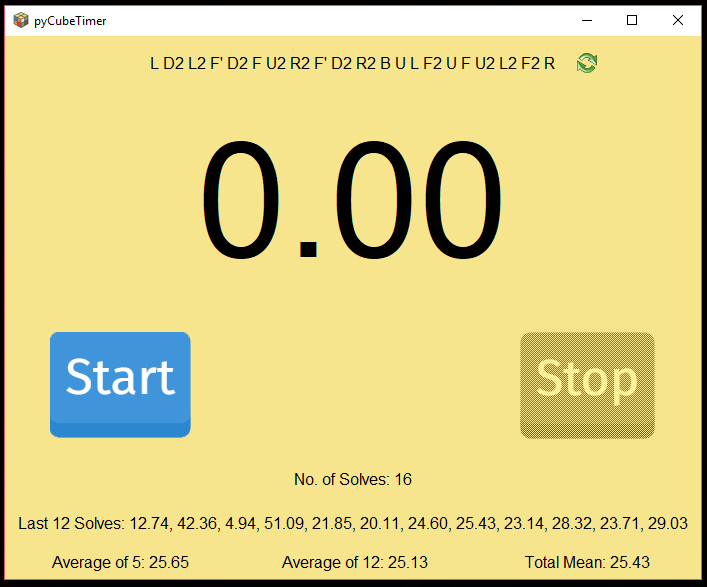 pyCubeTimer
L D2 L2 F' D2 F U2 R2 F' D2 R2 B U L F2 U F U2 L2 F2 R
0.00
Start Stop
No. of Solves: 16
Last 12 Solves: 12.74, 42.36, 4.94, 51.09, 21.85, 20.11, 24.60, 25.43, 23.14, 28.32, 23.71, 29.03
Average of 5: 25.65 Average of 12: 25.13 Total Mean: 25.43